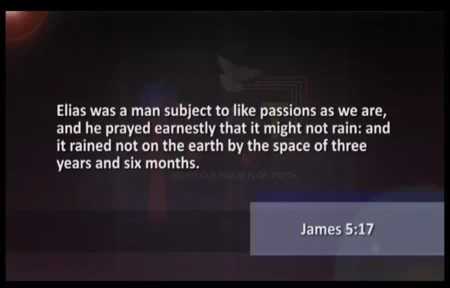 Elias was a man subject to like passions as we are,
and he prayed earnestly that it might not rain: and
it rained not on the earth by the space of three
years and six months.
OF TRUTH
James 5:17